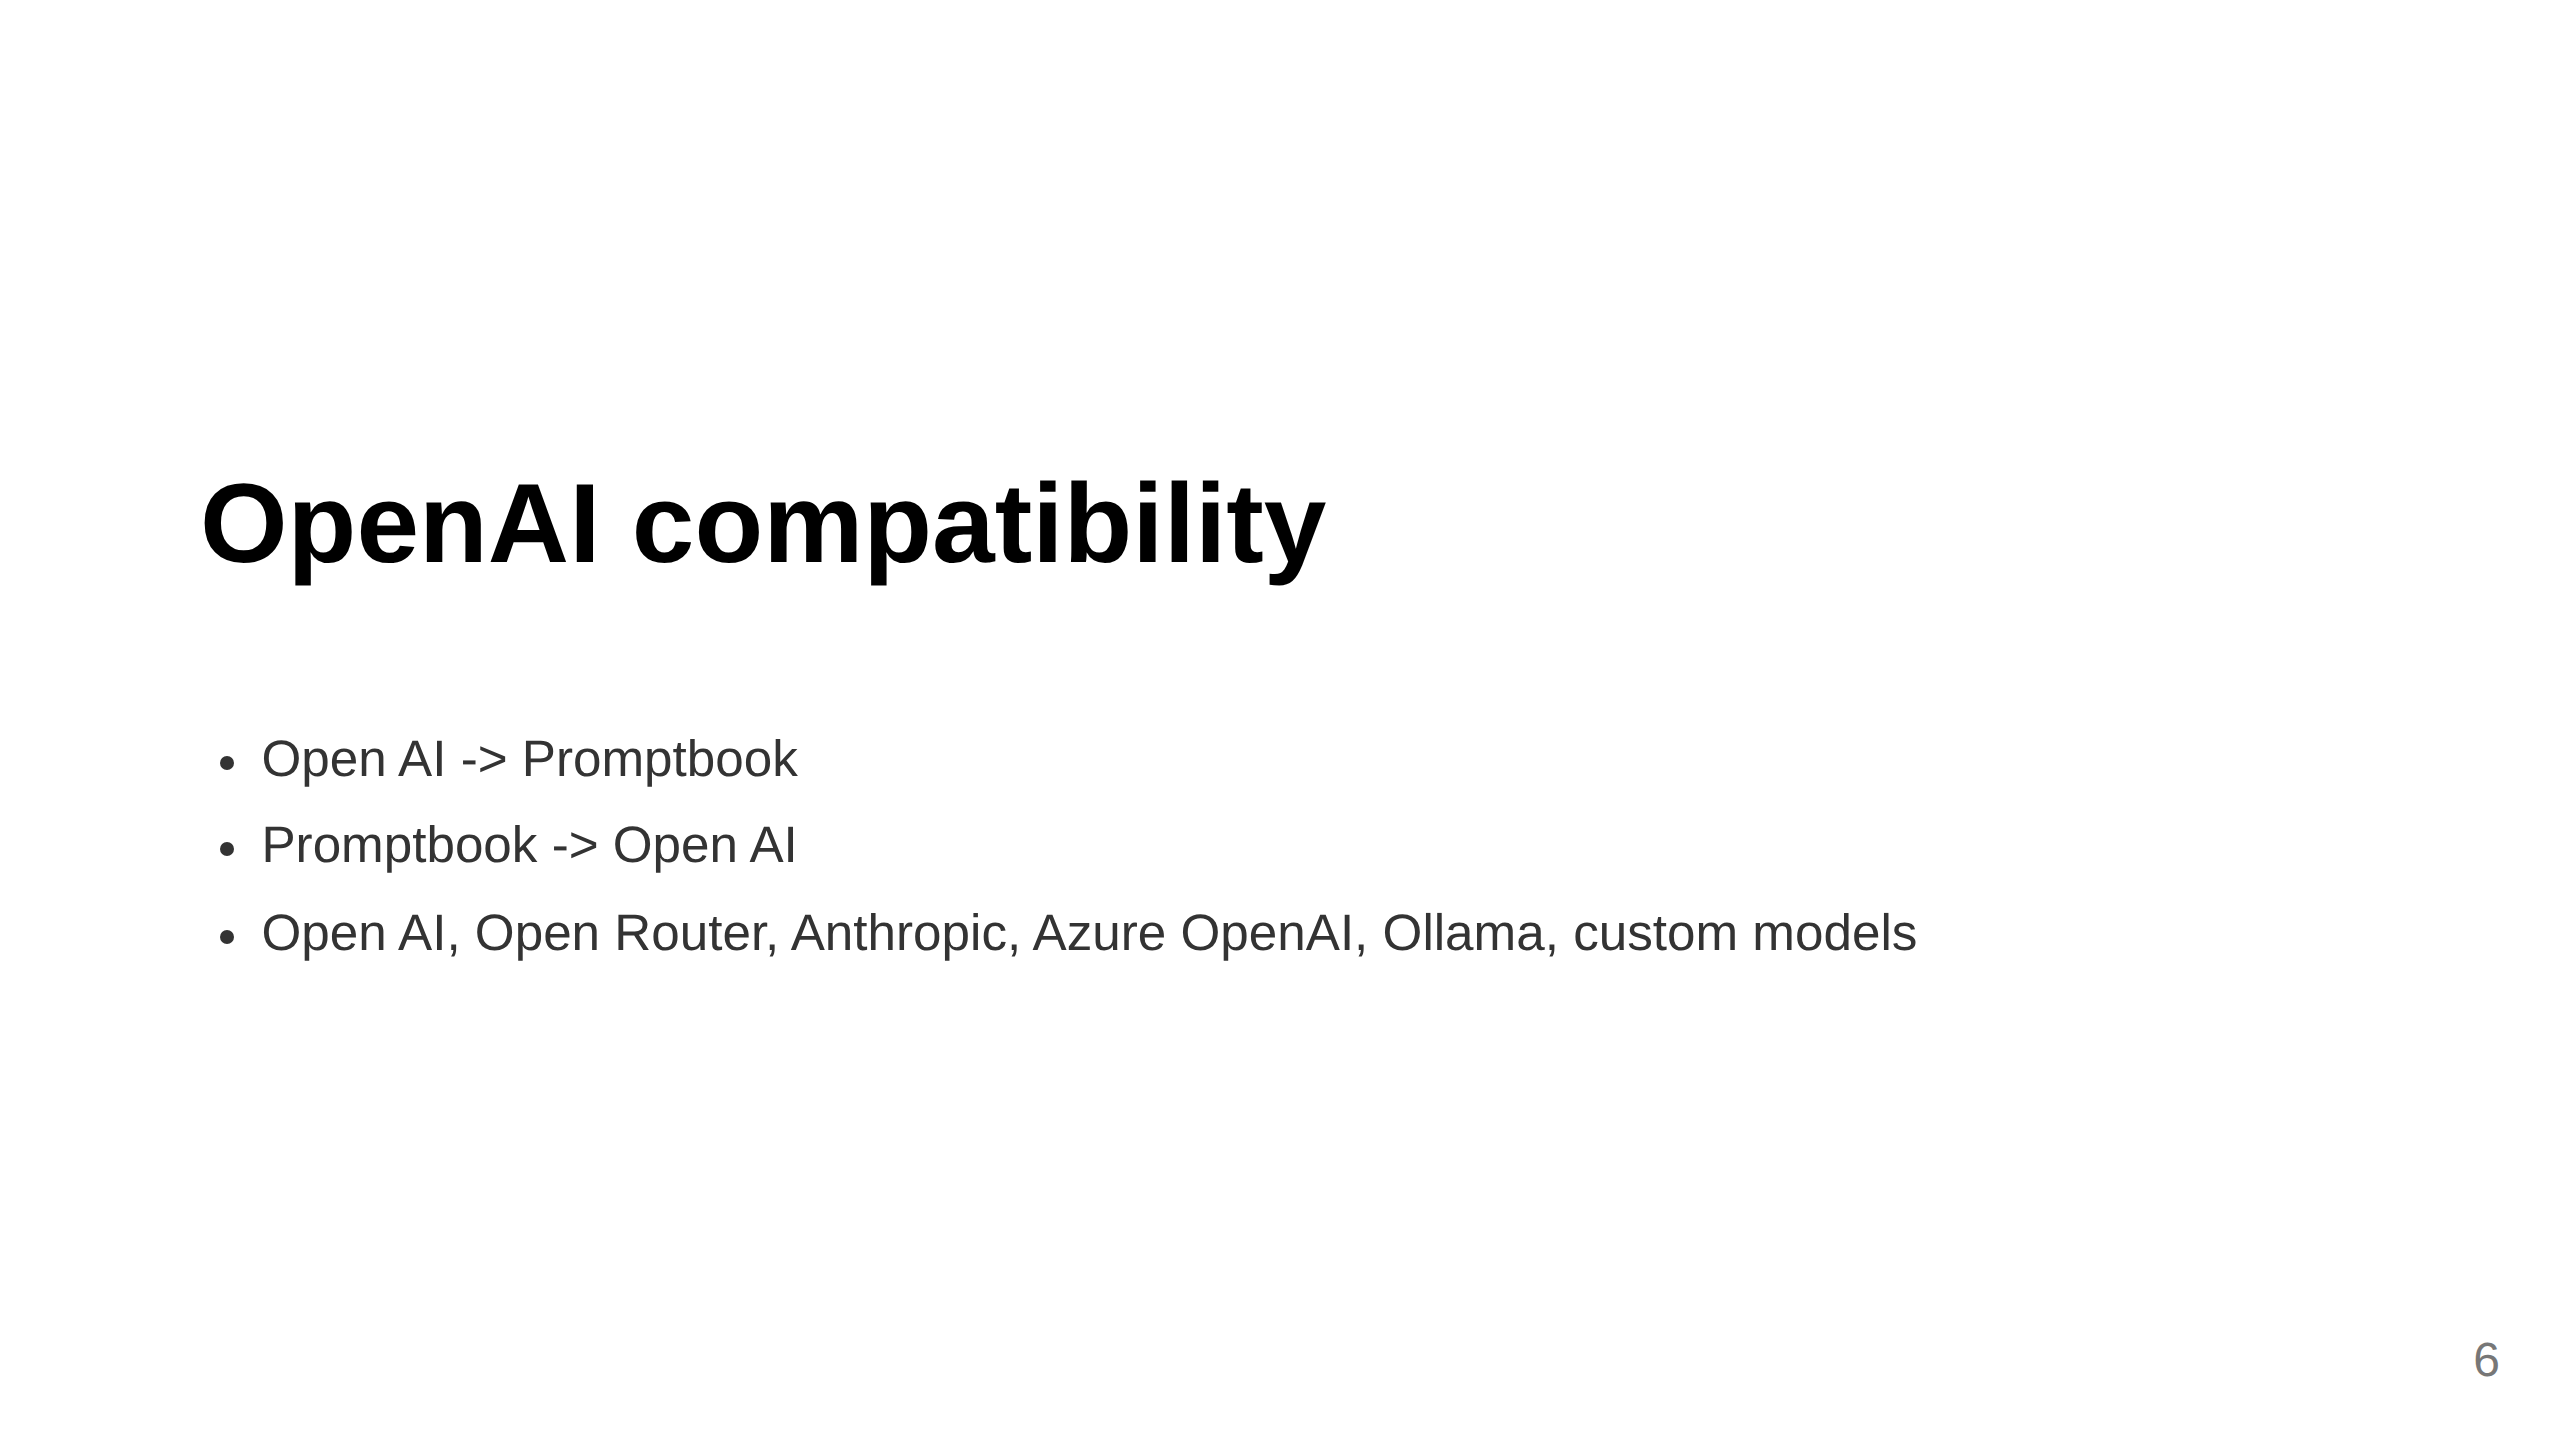 OpenAI compatibility
• Open AI -> Promptbook
• Promptbook -> Open AI
• Open AI, Open Router, Anthropic, Azure OpenAI, Ollama, custom models
6